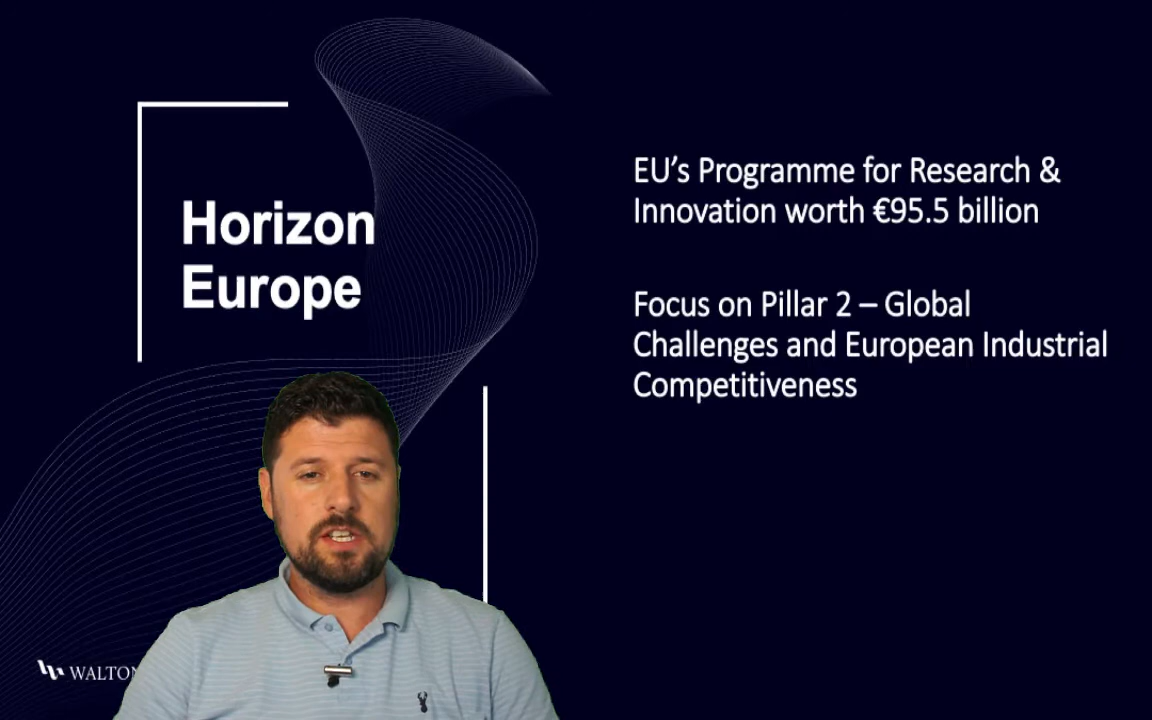 Horizon
Europe
EU’s Programme for Research &
Innovation worth €95.5 billion
Focus on Pillar 2 – Global
Challenges and European Industrial
Competitiveness
WALTON